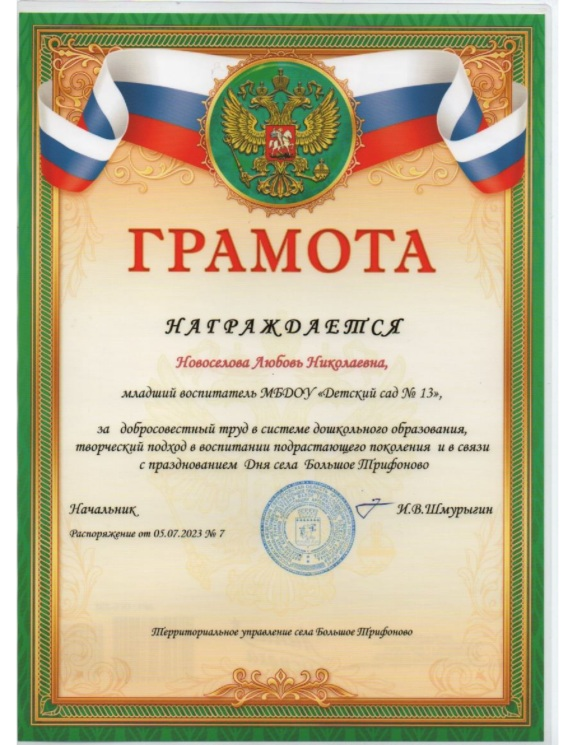 ГРАМОТА
НАГРАЖДАЕТСЯ
Новоселова Любовь Николаевна,
младший воспитатель МБДОУ «Детский сад № 13»,
за добросовестный труд в системе дошкольного образования,
творческий подход в воспитании подрастающего поколения и в связи
с празднованием Дня села Большое Трифоново
Начальник И.В.Шмурыгин
Распоряжение от 05.07.2023 № 7
Территориальное управление села Большое Трифоново